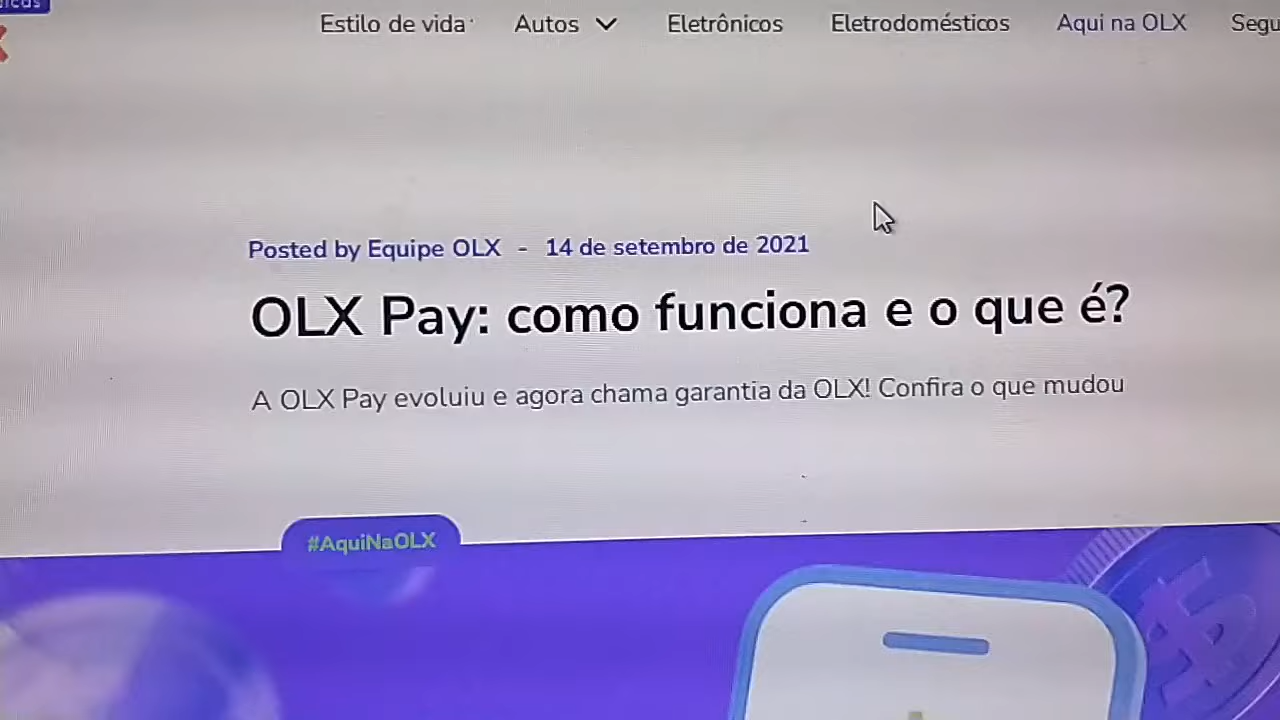 Estilo de vida
Autos
Eletrônicos
Eletrodomésticos
Aqui na OLX
Posted by Equipe OLX - 14 de setembro de 2021
OLX Pay: como funciona e o que é?
A OLX Pay evoluiu e agora chama garantia da OLX! Confira o que mudou
#AquiNaOLX